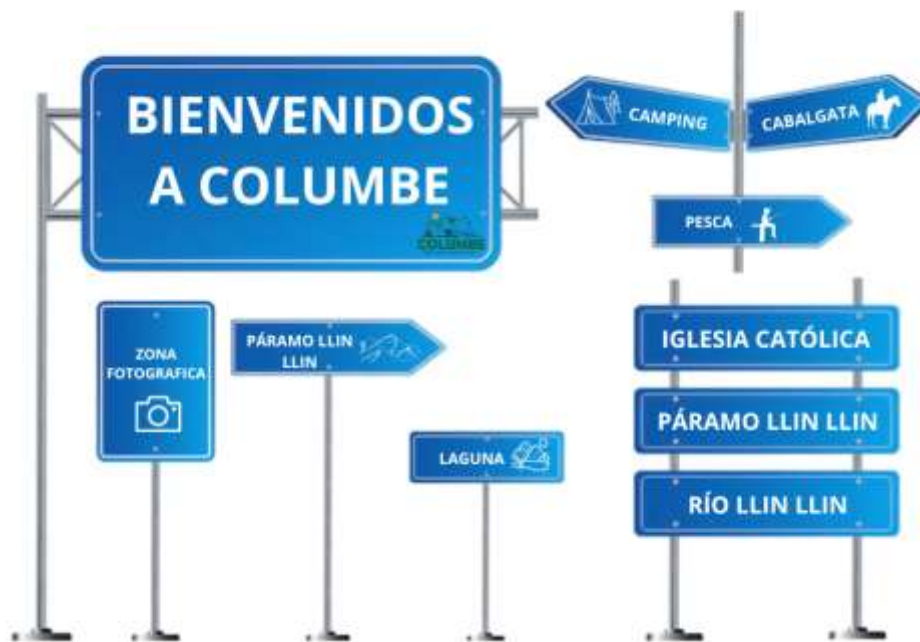 BIENVENIDOS
A COLUMBE
COLUMBE
CAMPING
CABALGATA
PESCA
ZONA
FOTOGRAFICA
PÁRAMO LLIN
LLIN
LAGUNA
IGLESIA CATÓLICA
PÁRAMO LLIN LLIN
RÍO LLIN LLIN